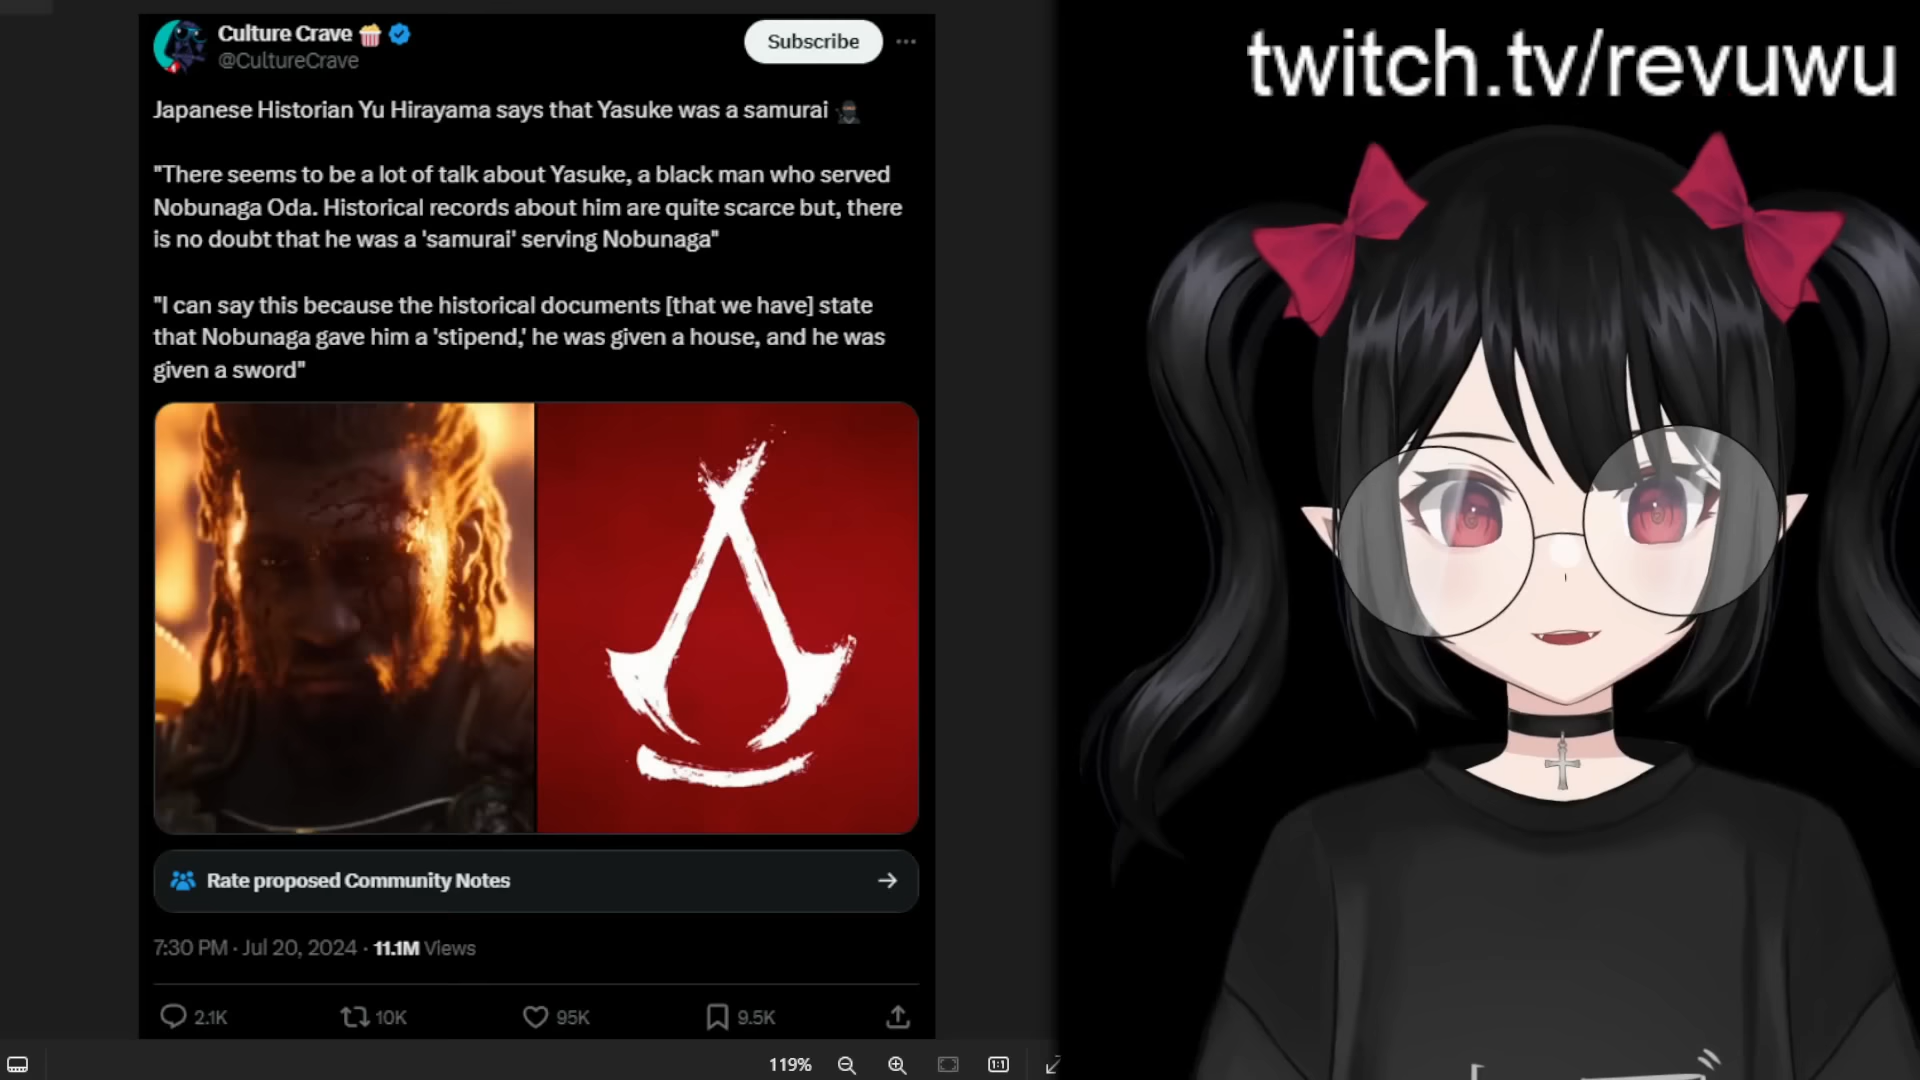 Culture Crave
@CultureCrave
Subscribe
Japanese Historian Yu Hirayama says that Yasuke was a samurai
"There seems to be a lot of talk about Yasuke, a black man who served
Nobunaga Oda. Historical records about him are quite scarce but, there
is no doubt that he was a 'samurai' serving Nobunaga"
"I can say this because the historical documents [that we have] state
that Nobunaga gave him a 'stipend,' he was given a house, and he was
given a sword"
Rate proposed Community Notes
7:30 PM · Jul 20, 2024 · 11.1M Views
2.1K 10K 95K 9.5K
119% 1:1
twitch.tv/revuwu